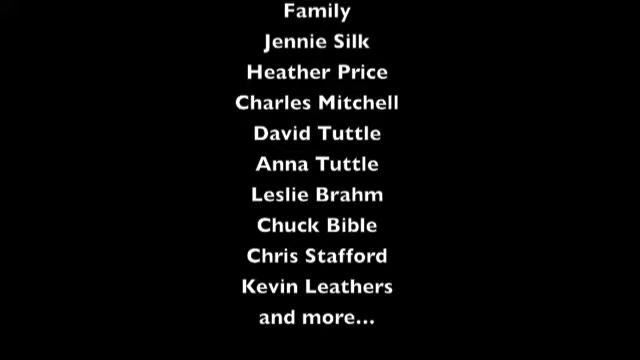 Family
Jennie Silk
Heather Price
Charles Mitchell
David Tuttle
Anna Tuttle
Leslie Brahm
Chuck Bible
Chris Stafford
Kevin Leathers
and more...